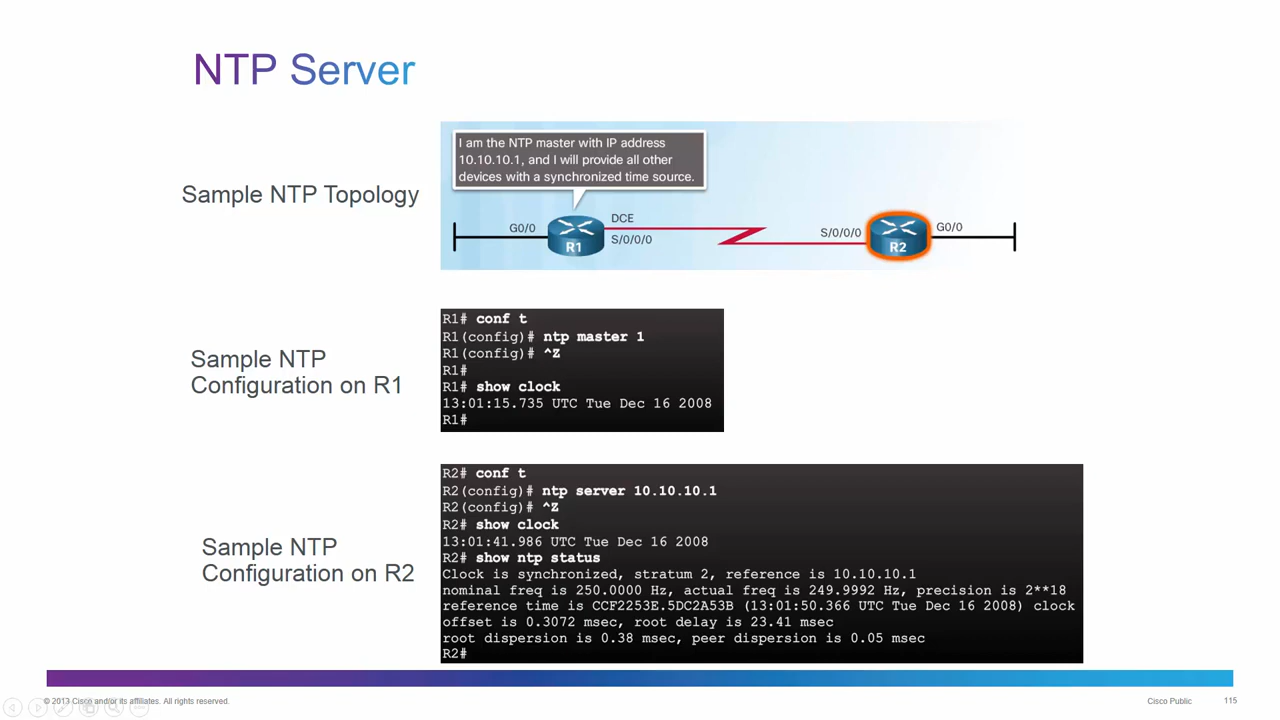 NTP Server
Sample NTP Topology
I am the NTP master with IP address
10.10.10.1, and I will provide all other
devices with a synchronized time source.
G0/0
R1
DCE
S/0/0/0
S/0/0/0
R2
G0/0
Sample NTP
Configuration on R1
R1# conf t
R1(config)# ntp master 1
R1(config)# ^Z
R1#
R1# show clock
13:01:15.735 UTC Tue Dec 16 2008
R1#
Sample NTP
Configuration on R2
R2# conf t
R2(config)# ntp server 10.10.10.1
R2(config)# ^Z
R2# show clock
13:01:41.986 UTC Tue Dec 16 2008
R2# show ntp status
Clock is synchronized, stratum 2, reference is 10.10.10.1
nominal freq is 250.0000 Hz, actual freq is 249.9992 Hz, precision is 2**18
reference time is CCF2253E.5DC2A53B (13:01:50.366 UTC Tue Dec 16 2008) clock
offset is 0.3072 msec, root delay is 23.41 msec
root dispersion is 0.38 msec, peer dispersion is 0.05 msec
R2#
© 2013 Cisco and/or its affiliates. All rights reserved.
Cisco Public
115